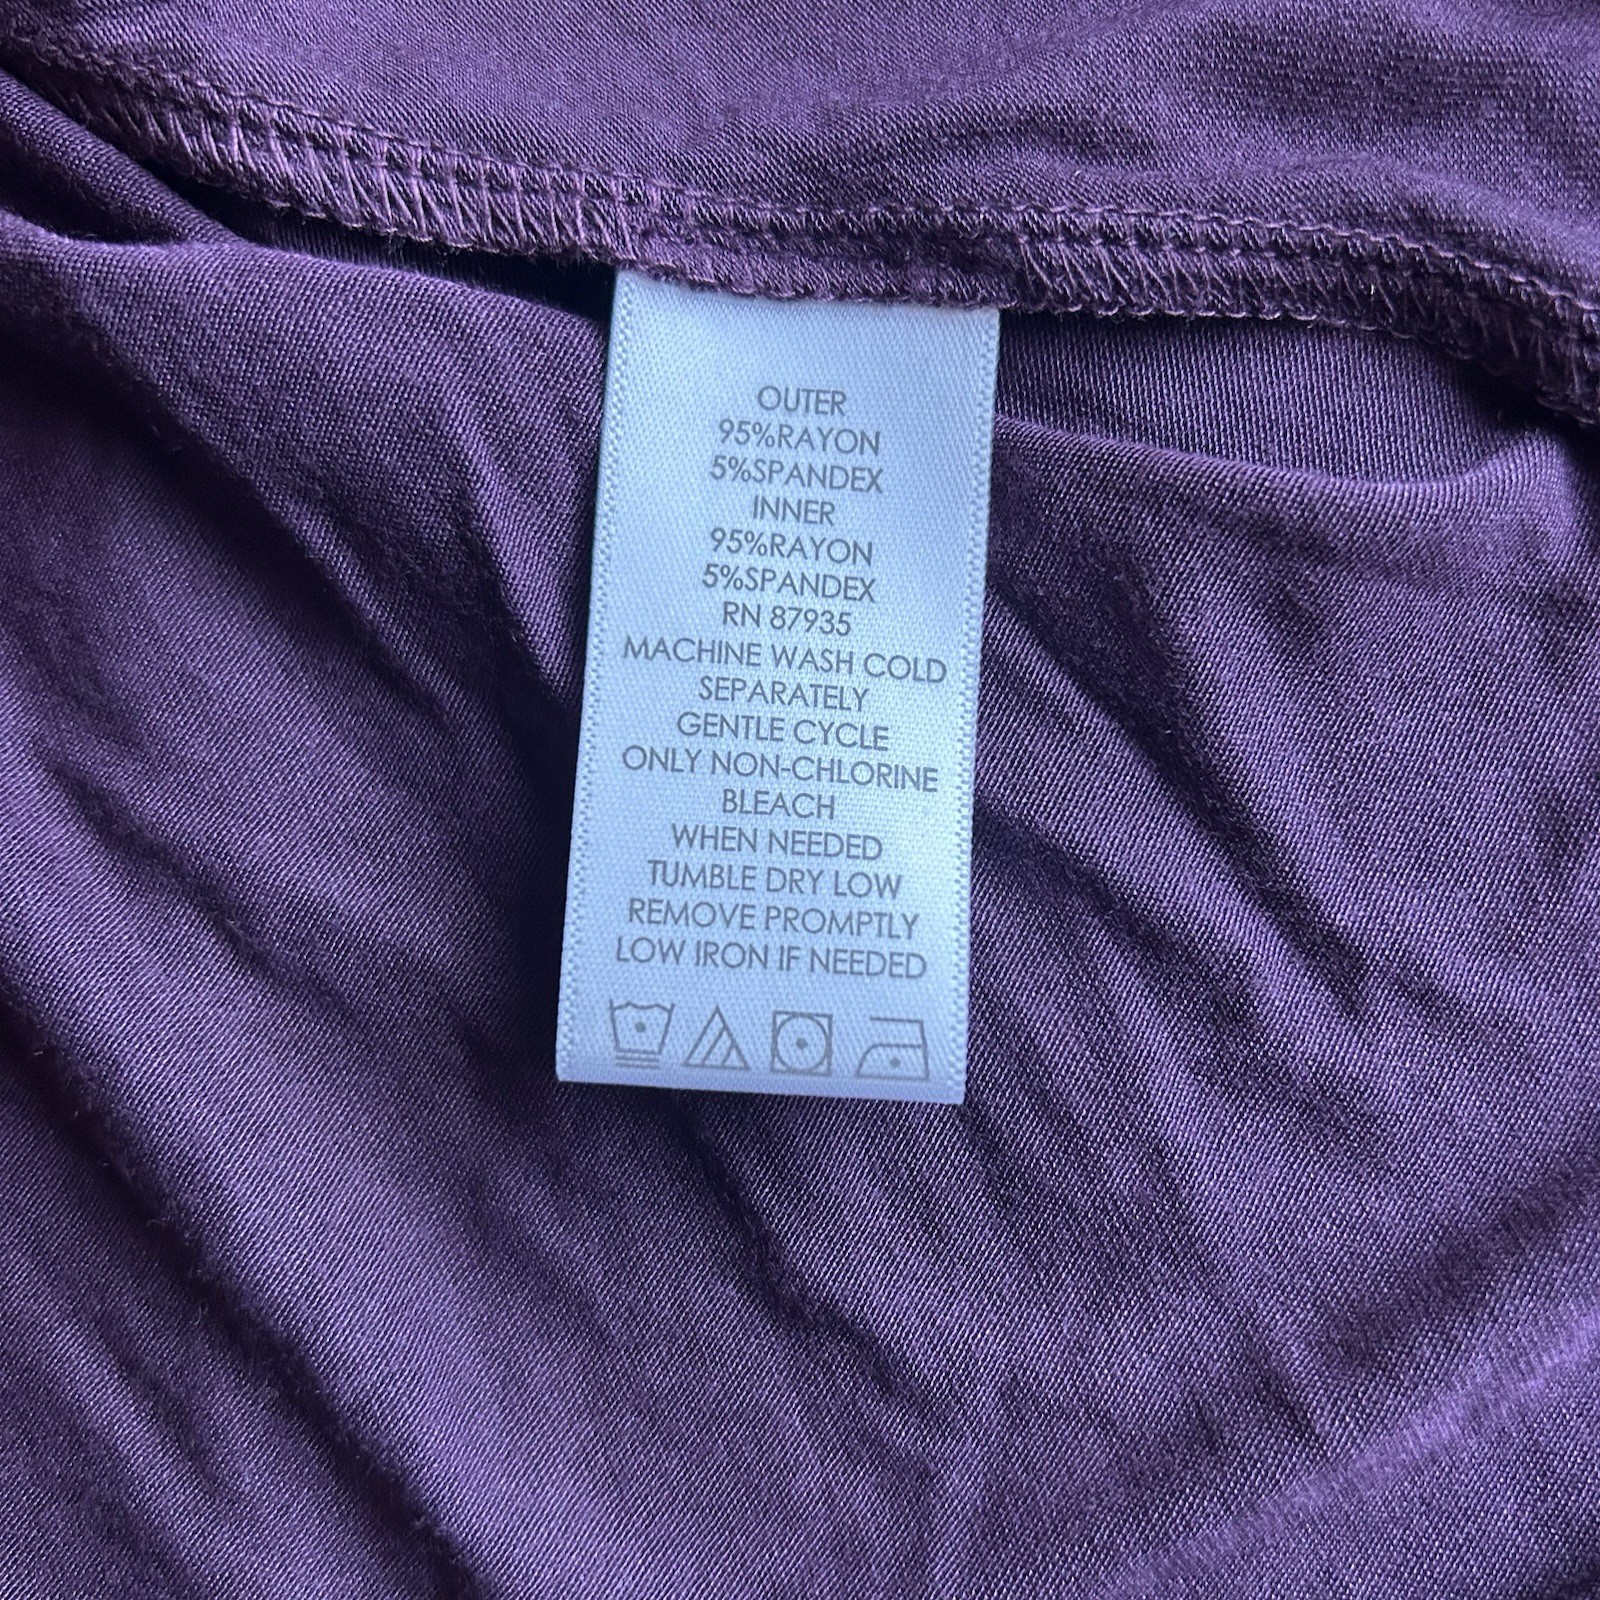 OUTER
95%RAYON
5%SPANDEX
INNER
95%RAYON
5%SPANDEX
RN 87935
MACHINE WASH COLD
SEPARATELY
GENTLE CYCLE
ONLY NON-CHLORINE
BLEACH
WHEN NEEDED
TUMBLE DRY LOW
REMOVE PROMPTLY
LOW IRON IF NEEDED